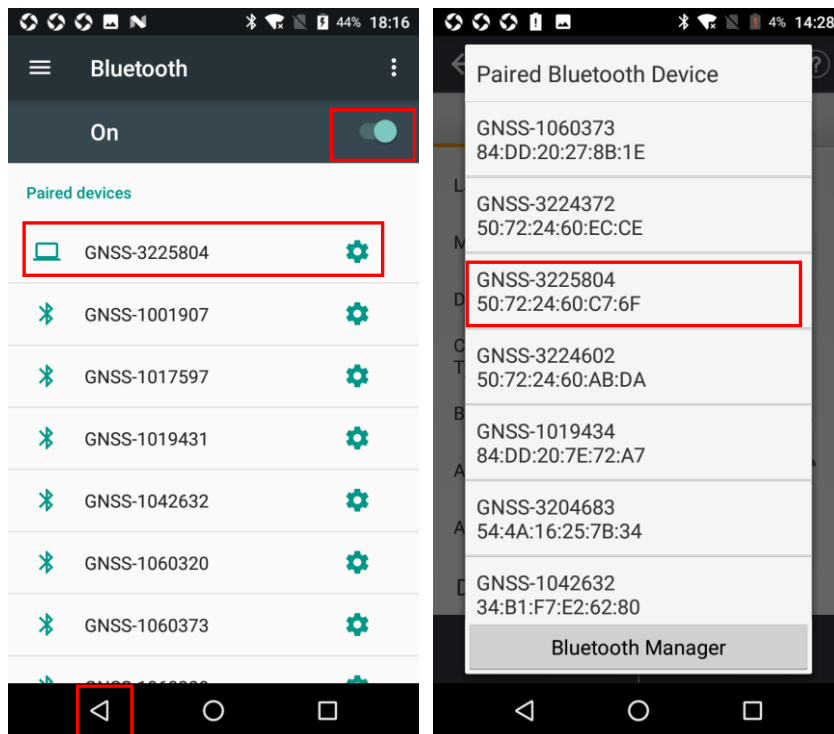 44% 18:16
Bluetooth
On
Paired devices
GNSS-3225804
GNSS-1001907
GNSS-1017597
GNSS-1019431
GNSS-1042632
GNSS-1060320
GNSS-1060373
4% 14:28
Paired Bluetooth Device
GNSS-1060373
84:DD:20:27:8B:1E
GNSS-3224372
50:72:24:60:EC:CE
GNSS-3225804
50:72:24:60:C7:6F
GNSS-3224602
50:72:24:60:AB:DA
GNSS-1019434
84:DD:20:7E:72:A7
GNSS-3204683
54:4A:16:25:7B:34
GNSS-1042632
34:B1:F7:E2:62:80
Bluetooth Manager